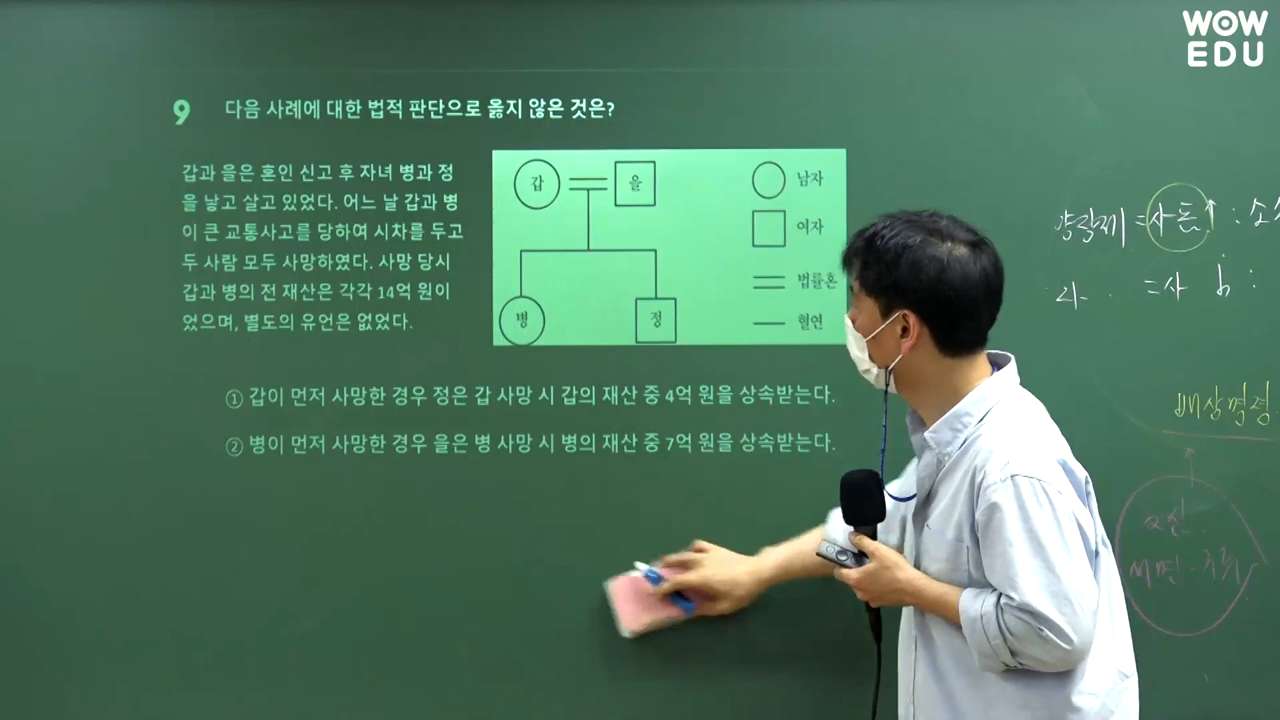 WOW
EDU
9 다음 사례에 대한 법적 판단으로 옳지 않은 것은?
갑과 을은 혼인 신고 후 자녀 병과 정
을 낳고 살고 있었다. 어느 날 갑과 병
이 큰 교통사고를 당하여 시차를 두고
두 사람 모두 사망하였다. 사망 당시
갑과 병의 전 재산은 각각 14억 원이
었으며, 별도의 유언은 없었다.
갑
을
남자
여자
법률혼
혈연
병
정
① 갑이 먼저 사망한 경우 정은 갑 사망 시 갑의 재산 중 4억 원을 상속받는다.
② 병이 먼저 사망한 경우 을은 병 사망 시 병의 재산 중 7억 원을 상속받는다.
배상명령